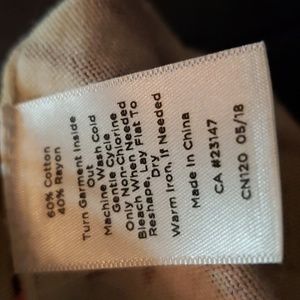 60% Cotton
40% Rayon
Turn Garment Inside
Out
Machine Wash Cold
Gentle Cycle
Only Non-Chlorine
Bleach When Needed
Reshape, Lay Flat To
Dry
Warm Iron, If Needed
Made In China
CA #23147
CN120 05/18